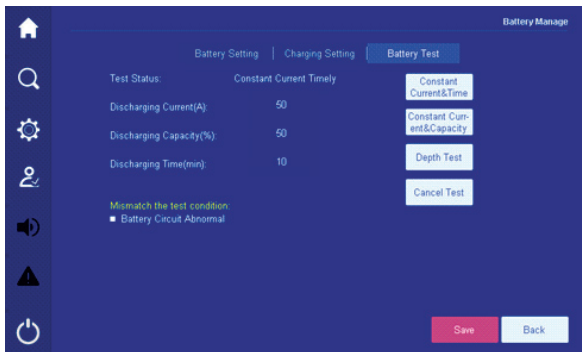 Battery Manage
Battery Setting | Charging Setting | Battery Test
Test Status: Constant Current Timely
Discharging Current(A): 50
Discharging Capacity(%): 50
Discharging Time(min): 10
Mismatch the test condition:
Battery Circuit Abnormal
Constant
Current&Time
Constant Curr-
ent&Capacity
Depth Test
Cancel Test
Save
Back